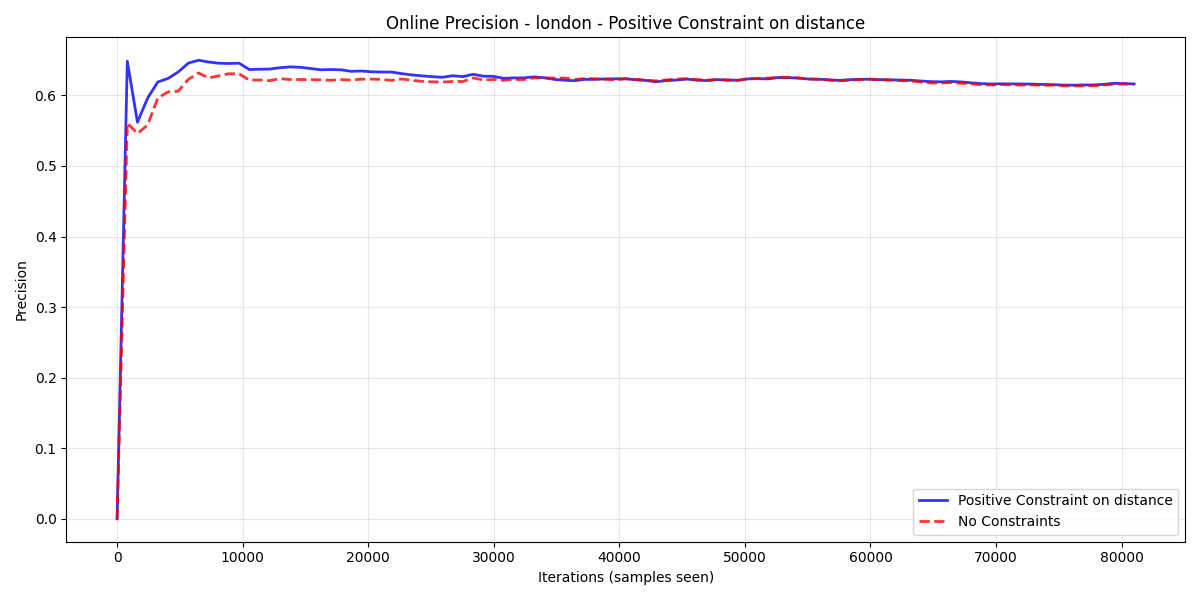 Online Precision - london - Positive Constraint on distance
Precision
0.6
0.5
0.4
0.3
0.2
0.1
0.0
0 10000 20000 30000 40000 50000 60000 70000 80000
Iterations (samples seen)
Positive Constraint on distance
No Constraints